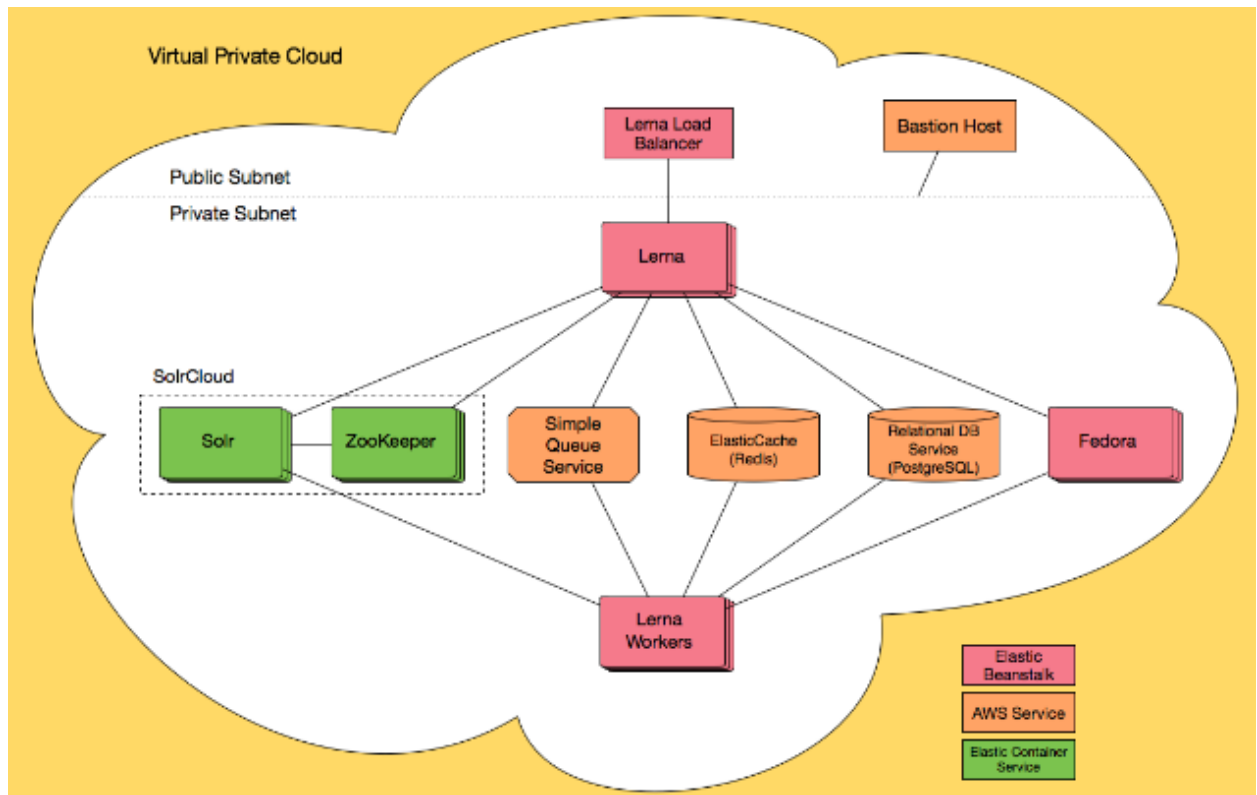 Virtual Private Cloud
Lerna Load
Balancer
Bastion Host
Public Subnet
Private Subnet
Lerna
SolrCloud
Solr
ZooKeeper
Simple
Queue
Service
ElasticCache
(Redis)
Relational DB
Service
(PostgreSQL)
Fedora
Lerna
Workers
Elastic
Beanstalk
AWS Service
Elastic Container
Service